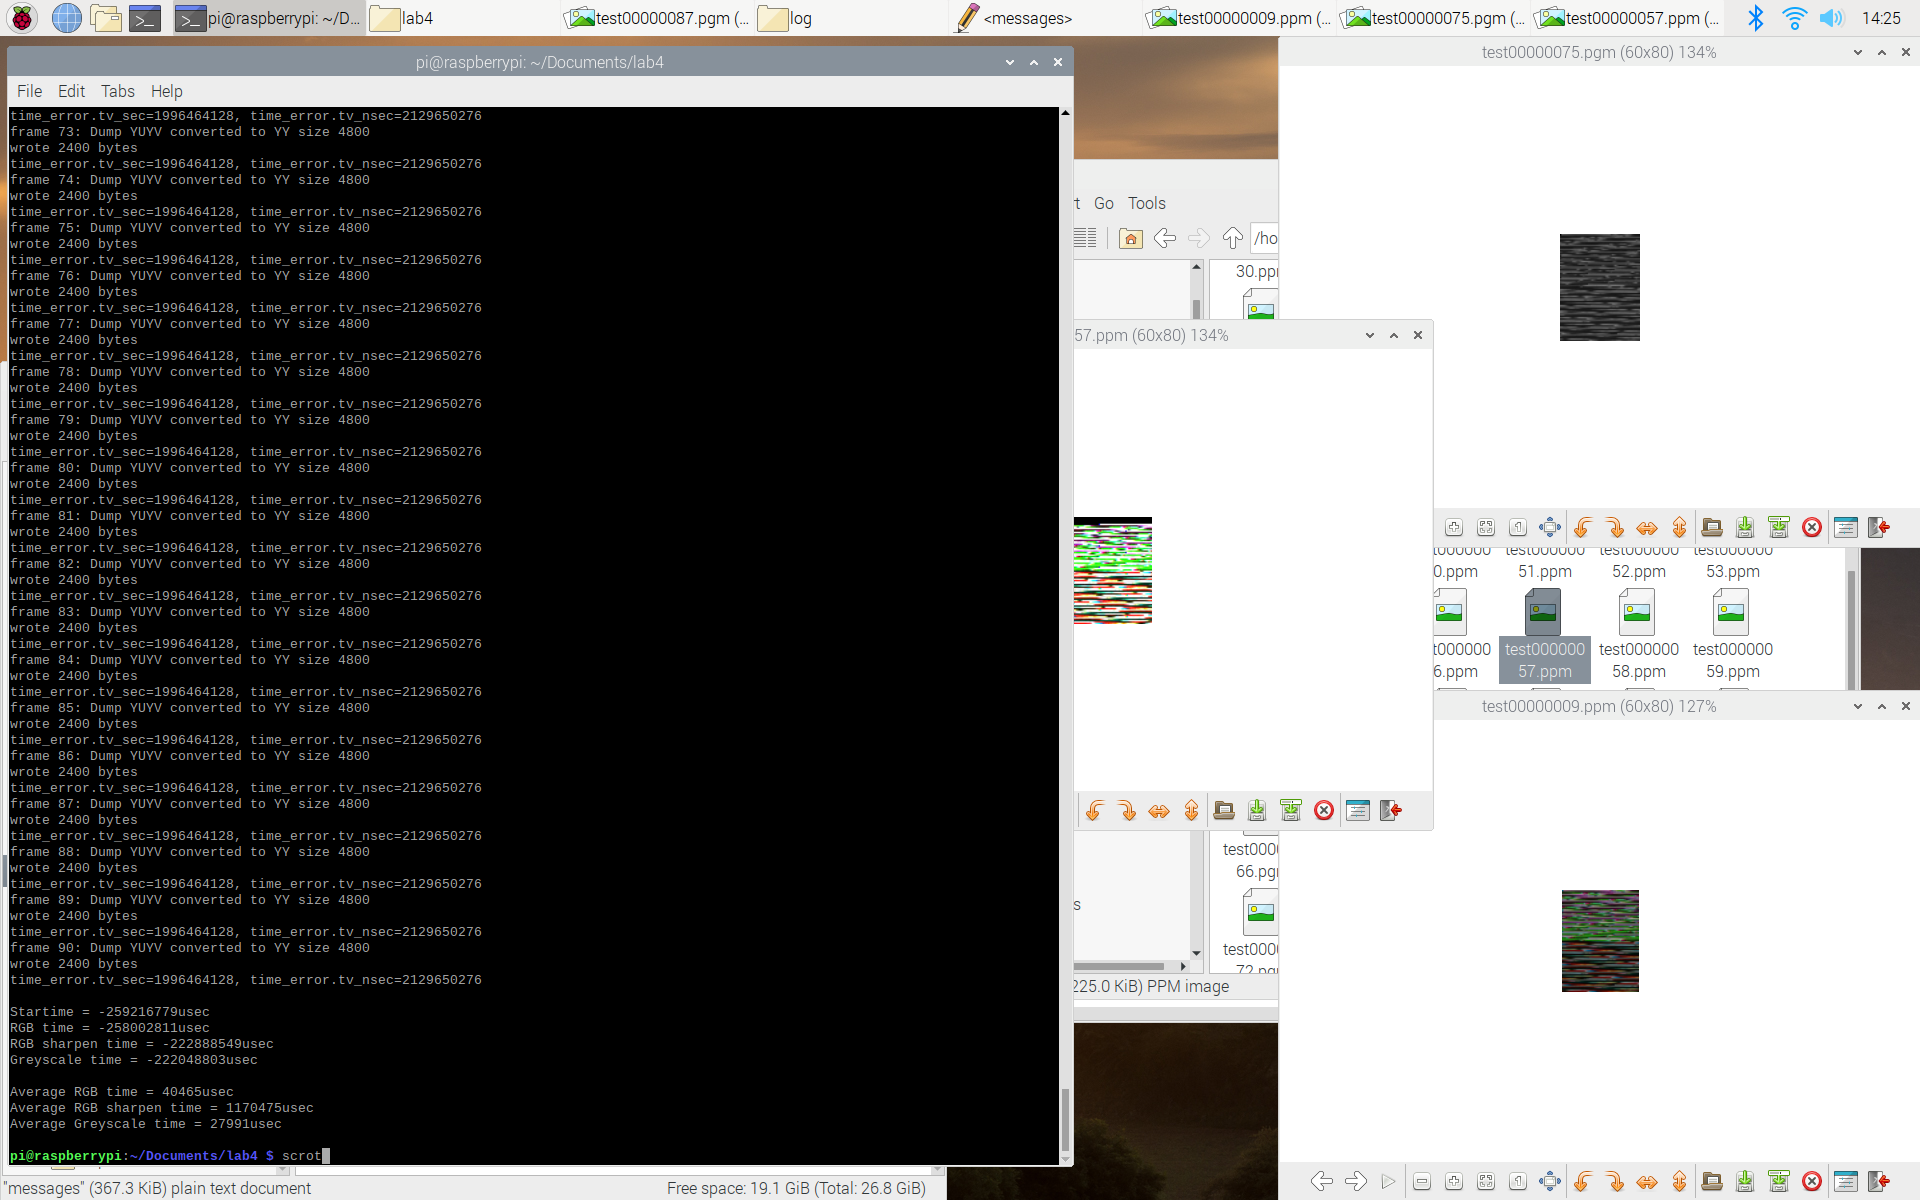 pi@raspberrypi: ~/D...
lab4
test00000087.pgm (...
log
<messages>
test00000009.ppm (...
test00000075.pgm (...
test00000057.ppm (...
14:25
pi@raspberrypi: ~/Documents/lab4
File Edit Tabs Help
time_error.tv_sec=1996464128, time_error.tv_nsec=2129650276
frame 73: Dump YUYV converted to YY size 4800
wrote 2400 bytes
time_error.tv_sec=1996464128, time_error.tv_nsec=2129650276
frame 74: Dump YUYV converted to YY size 4800
wrote 2400 bytes
time_error.tv_sec=1996464128, time_error.tv_nsec=2129650276
frame 75: Dump YUYV converted to YY size 4800
wrote 2400 bytes
time_error.tv_sec=1996464128, time_error.tv_nsec=2129650276
frame 76: Dump YUYV converted to YY size 4800
wrote 2400 bytes
time_error.tv_sec=1996464128, time_error.tv_nsec=2129650276
frame 77: Dump YUYV converted to YY size 4800
wrote 2400 bytes
time_error.tv_sec=1996464128, time_error.tv_nsec=2129650276
frame 78: Dump YUYV converted to YY size 4800
wrote 2400 bytes
time_error.tv_sec=1996464128, time_error.tv_nsec=2129650276
frame 79: Dump YUYV converted to YY size 4800
wrote 2400 bytes
time_error.tv_sec=1996464128, time_error.tv_nsec=2129650276
frame 80: Dump YUYV converted to YY size 4800
wrote 2400 bytes
time_error.tv_sec=1996464128, time_error.tv_nsec=2129650276
frame 81: Dump YUYV converted to YY size 4800
wrote 2400 bytes
time_error.tv_sec=1996464128, time_error.tv_nsec=2129650276
frame 82: Dump YUYV converted to YY size 4800
wrote 2400 bytes
time_error.tv_sec=1996464128, time_error.tv_nsec=2129650276
frame 83: Dump YUYV converted to YY size 4800
wrote 2400 bytes
time_error.tv_sec=1996464128, time_error.tv_nsec=2129650276
frame 84: Dump YUYV converted to YY size 4800
wrote 2400 bytes
time_error.tv_sec=1996464128, time_error.tv_nsec=2129650276
frame 85: Dump YUYV converted to YY size 4800
wrote 2400 bytes
time_error.tv_sec=1996464128, time_error.tv_nsec=2129650276
frame 86: Dump YUYV converted to YY size 4800
wrote 2400 bytes
time_error.tv_sec=1996464128, time_error.tv_nsec=2129650276
frame 87: Dump YUYV converted to YY size 4800
wrote 2400 bytes
time_error.tv_sec=1996464128, time_error.tv_nsec=2129650276
frame 88: Dump YUYV converted to YY size 4800
wrote 2400 bytes
time_error.tv_sec=1996464128, time_error.tv_nsec=2129650276
frame 89: Dump YUYV converted to YY size 4800
wrote 2400 bytes
time_error.tv_sec=1996464128, time_error.tv_nsec=2129650276
frame 90: Dump YUYV converted to YY size 4800
wrote 2400 bytes
time_error.tv_sec=1996464128, time_error.tv_nsec=2129650276
Startime = -259216779usec
RGB time = -258002811usec
RGB sharpen time = -222888549usec
Greyscale time = -222048803usec
Average RGB time = 40465usec
Average RGB sharpen time = 1170475usec
Average Greyscale time = 27991usec
pi@raspberrypi:~/Documents/lab4 $ scrot
"messages" (367.3 KiB) plain text document
Free space: 19.1 GiB (Total: 26.8 GiB)
t Go Tools
/ho
30.ppm
57.ppm (60x80) 134%
test000
66.pgm
s
test000
72.pgm
225.0 KiB) PPM image
test00000075.pgm (60x80) 134%
t000000 test000000 test000000 test000000
0.ppm 51.ppm 52.ppm 53.ppm
t000000 test000000 test000000 test000000
6.ppm 57.ppm 58.ppm 59.ppm
test00000009.ppm (60x80) 127%